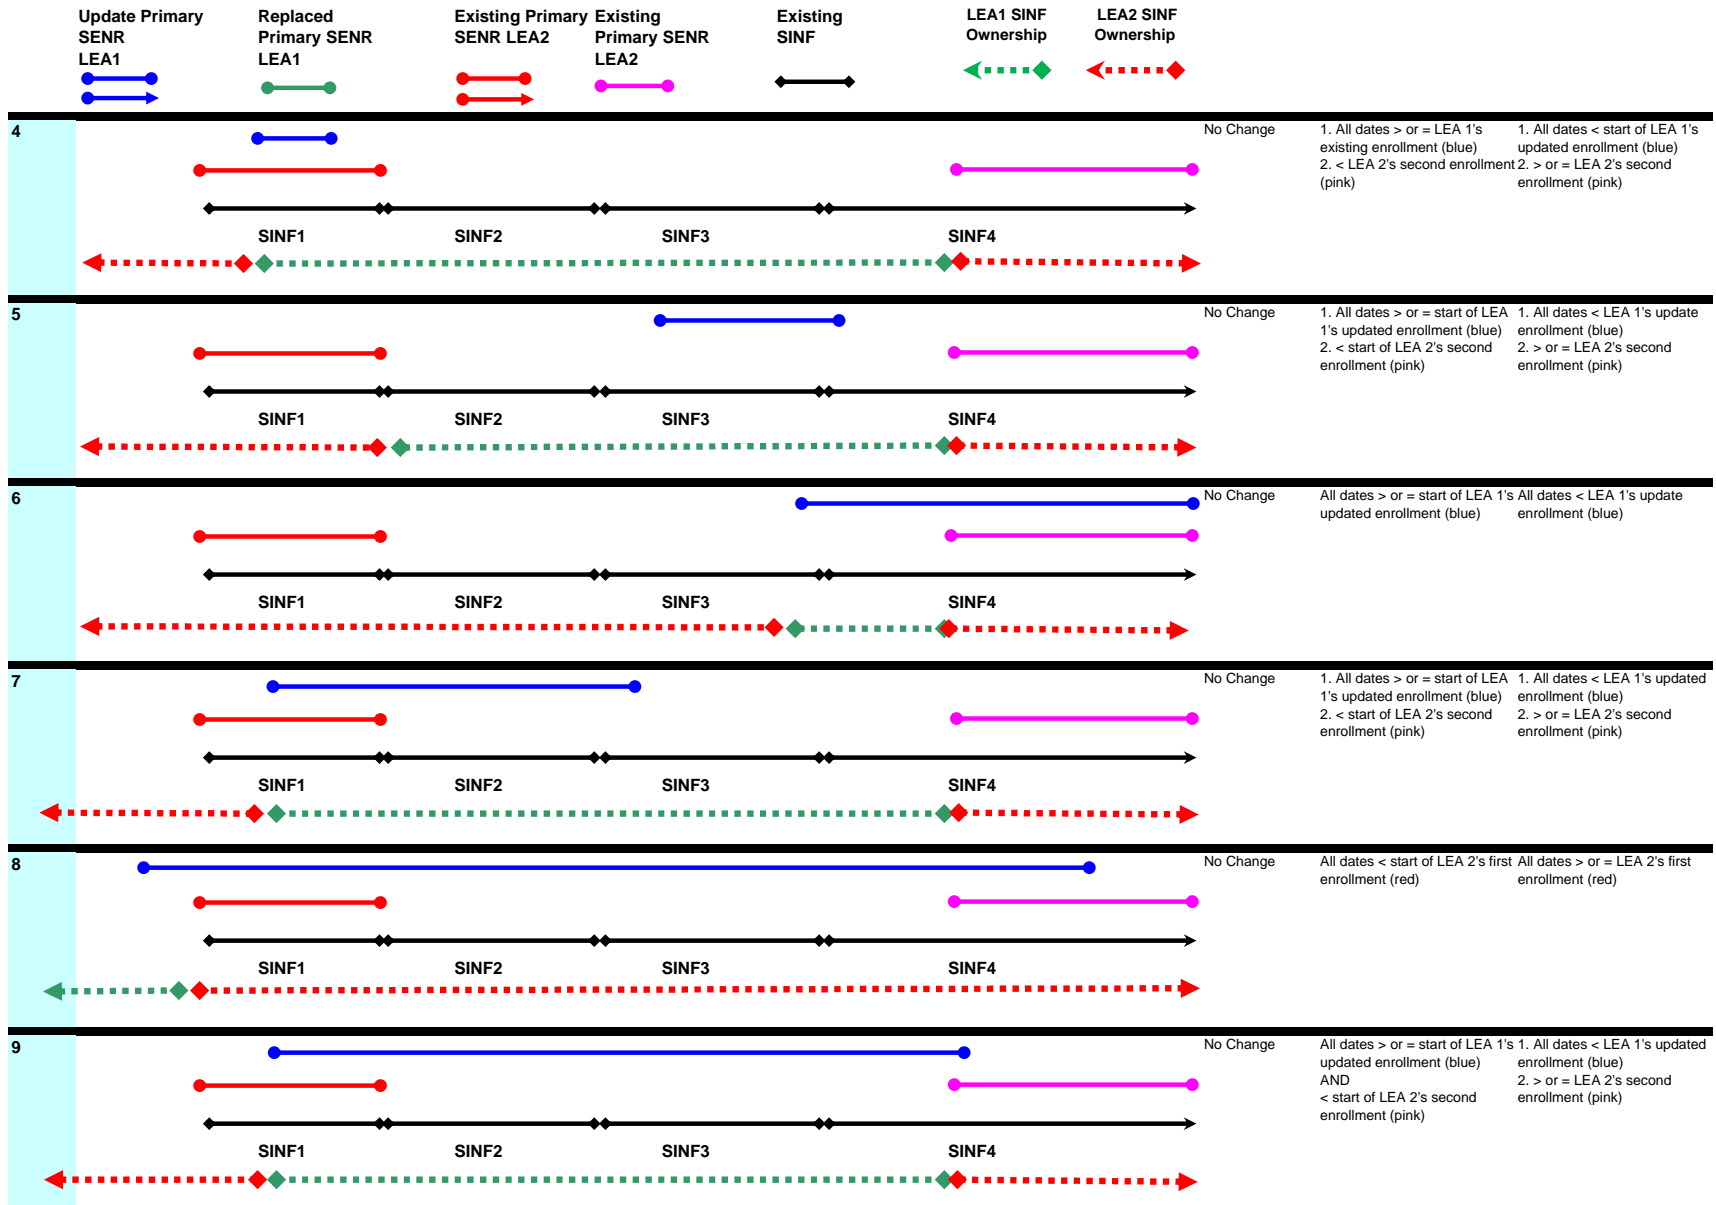 Update Primary
SENR
LEA1
Replaced
Primary SENR
LEA1
Existing Primary
SENR LEA2
Existing
Primary SENR
LEA2
Existing
SINF
LEA1 SINF
Ownership
LEA2 SINF
Ownership
4
No Change
1. All dates > or = LEA 1's
existing enrollment (blue)
2. < LEA 2's second enrollment
(pink)
1. All dates < start of LEA 1's
updated enrollment (blue)
2. > or = LEA 2's second
enrollment (pink)
SINF1
SINF2
SINF3
SINF4
5
No Change
1. All dates > or = start of LEA
1's updated enrollment (blue)
2. < start of LEA 2's second
enrollment (pink)
1. All dates < LEA 1's update
enrollment (blue)
2. > or = LEA 2's second
enrollment (pink)
SINF1
SINF2
SINF3
SINF4
6
No Change
All dates > or = start of LEA 1's
updated enrollment (blue)
All dates < LEA 1's update
enrollment (blue)
SINF1
SINF2
SINF3
SINF4
7
No Change
1. All dates > or = start of LEA
1's updated enrollment (blue)
2. < start of LEA 2's second
enrollment (pink)
1. All dates < LEA 1's updated
enrollment (blue)
2. > or = LEA 2's second
enrollment (pink)
SINF1
SINF2
SINF3
SINF4
8
No Change
All dates < start of LEA 2's first
enrollment (red)
All dates > or = LEA 2's first
enrollment (red)
SINF1
SINF2
SINF3
SINF4
9
No Change
All dates > or = start of LEA 1's
updated enrollment (blue)
AND
< start of LEA 2's second
enrollment (pink)
1. All dates < LEA 1's updated
enrollment (blue)
2. > or = LEA 2's second
enrollment (pink)
SINF1
SINF2
SINF3
SINF4